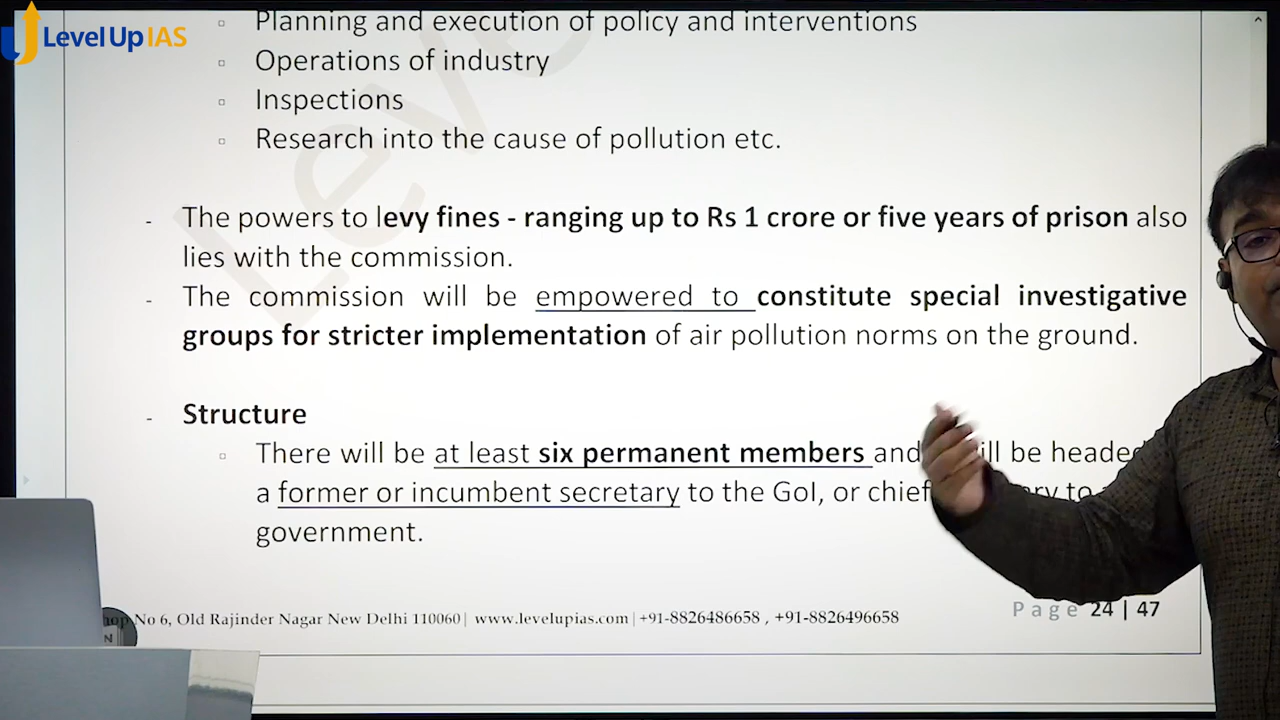 Level Up IAS
Planning and execution of policy and interventions
Operations of industry
Inspections
Research into the cause of pollution etc.
- The powers to levy fines - ranging up to Rs 1 crore or five years of prison also
lies with the commission.
- The commission will be empowered to constitute special investigative
groups for stricter implementation of air pollution norms on the ground.
- Structure
There will be at least six permanent members and will be headed
a former or incumbent secretary to the GoI, or chief
government.
No 6, Old Rajinder Nagar New Delhi 110060| www.levelupias.com | +91-8826486658 , +91-8826496658
Page 24 | 47